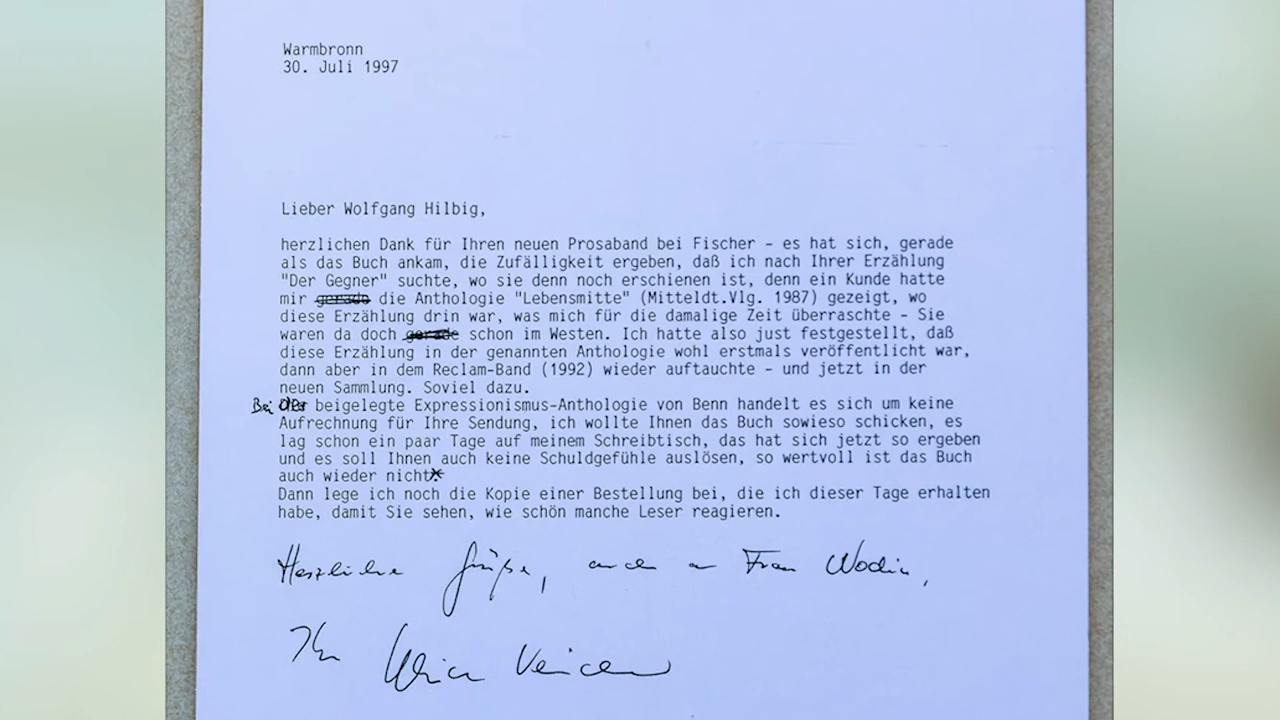 Warmbronn
30. Juli 1997
Lieber Wolfgang Hilbig,
herzlichen Dank für Ihren neuen Prosaband bei Fischer - es hat sich, gerade
als das Buch ankam, die Zufälligkeit ergeben, daß ich nach Ihrer Erzählung
"Der Gegner" suchte, wo sie denn noch erschienen ist, denn ein Kunde hatte
mir gerade die Anthologie "Lebensmitte" (Mitteldt.Vlg. 1987) gezeigt, wo
diese Erzählung drin war, was mich für die damalige Zeit überraschte - Sie
waren da doch gerade schon im Westen. Ich hatte also just festgestellt, daß
diese Erzählung in der genannten Anthologie wohl erstmals veröffentlicht war,
dann aber in dem Reclam-Band (1992) wieder auftauchte - und jetzt in der
neuen Sammlung. Soviel dazu.
Bei der beigelegte Expressionismus-Anthologie von Benn handelt es sich um keine
Aufrechnung für Ihre Sendung, ich wollte Ihnen das Buch sowieso schicken, es
lag schon ein paar Tage auf meinem Schreibtisch, das hat sich jetzt so ergeben
und es soll Ihnen auch keine Schuldgefühle auslösen, so wertvoll ist das Buch
auch wieder nicht.
Dann lege ich noch die Kopie einer Bestellung bei, die ich dieser Tage erhalten
habe, damit Sie sehen, wie schön manche Leser reagieren.
Herzliche Grüße, auch an Frau Wodin,
Ihr